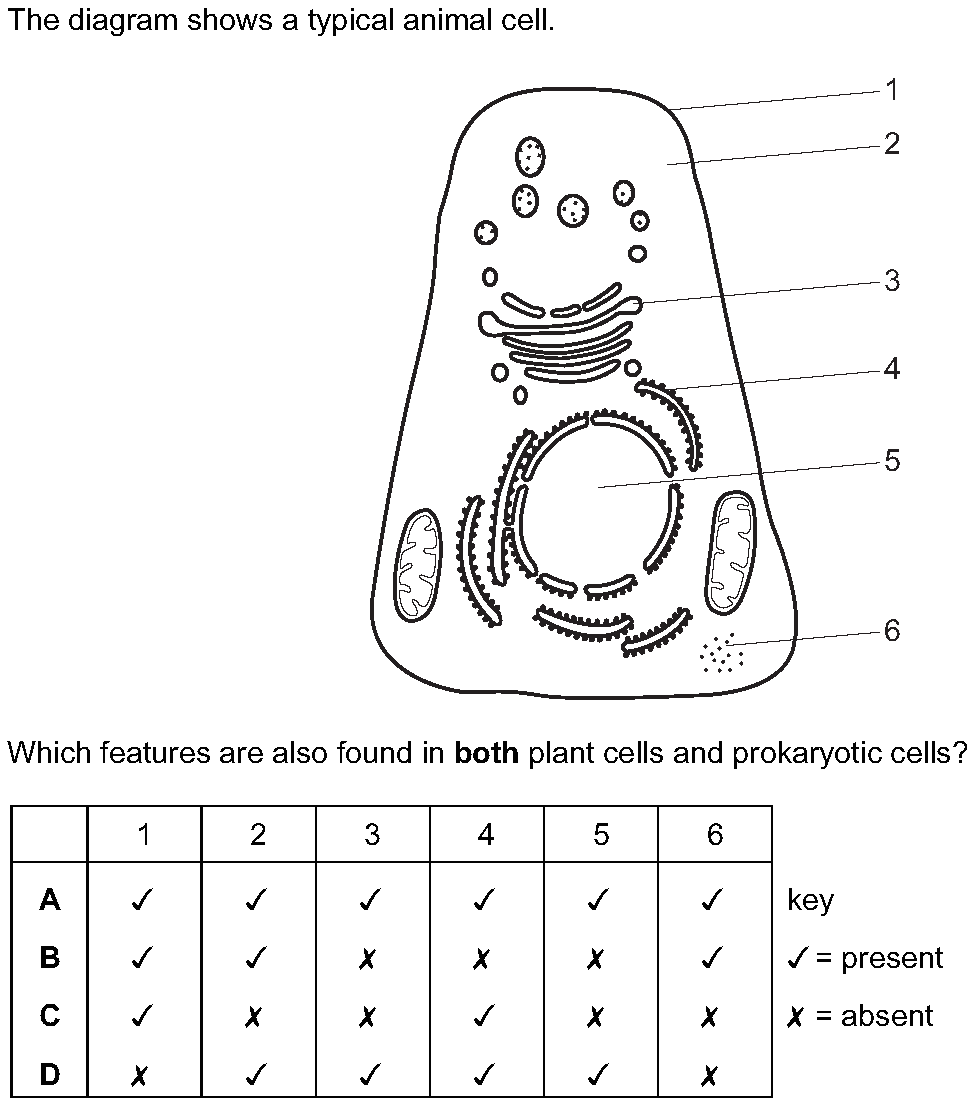 The diagram shows a typical animal cell.
1
2
3
4
5
6
Which features are also found in both plant cells and prokaryotic cells?
1 2 3 4 5 6
A ✓ ✓ ✓ ✓ ✓ ✓ key
B ✓ ✓ ✗ ✗ ✗ ✓ ✓ = present
C ✓ ✗ ✗ ✓ ✗ ✗ ✗ = absent
D ✗ ✓ ✓ ✓ ✓ ✗